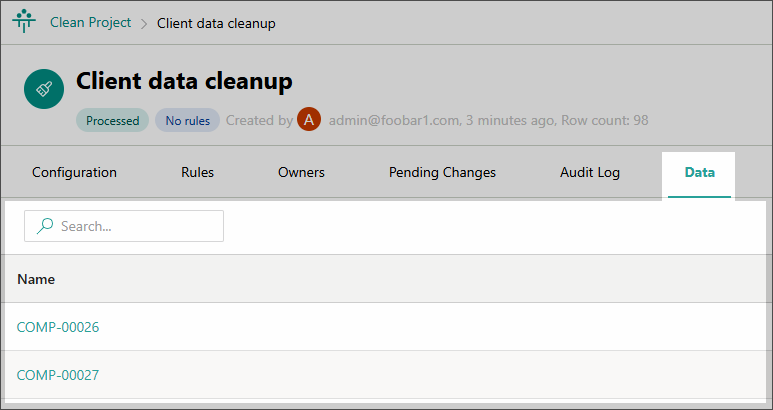 Clean Project > Client data cleanup
Client data cleanup
Processed No rules Created by A admin@foobar1.com, 3 minutes ago, Row count: 98
Configuration Rules Owners Pending Changes Audit Log Data
Search...
Name
COMP-00026
COMP-00027